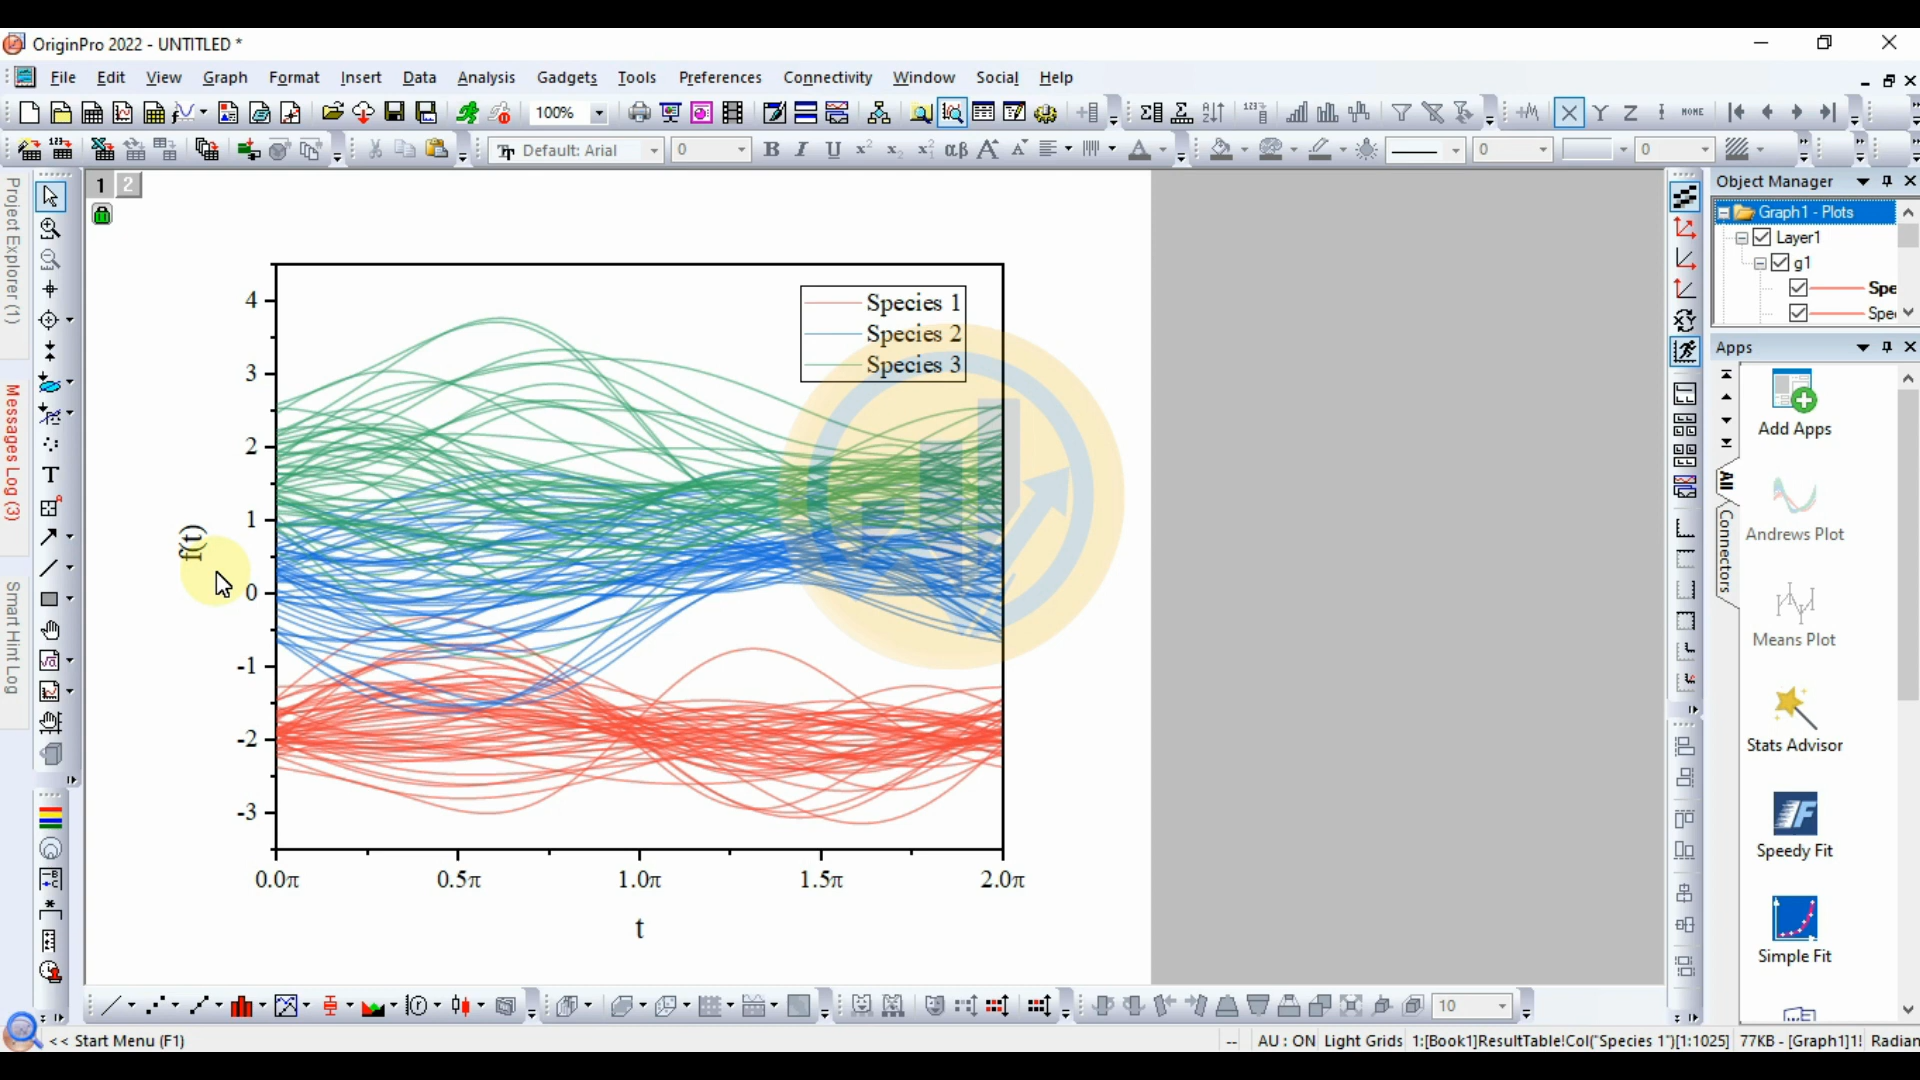 OriginPro 2022 - UNTITLED *
File Edit View Graph Format Insert Data Analysis Gadgets Tools Preferences Connectivity Window Social Help
100%
Default: Arial 0 B I U αβ 0 0
Project Explorer (1)
Messages Log (3)
Smart Hint Log
1 2
4
3
2
1
0
-1
-2
-3
f(t)
Species 1
Species 2
Species 3
0.0π 0.5π 1.0π 1.5π 2.0π
t
Object Manager
Graph1 - Plots
Layer1
g1
Spe
Spe
Apps
All
Connectors
Add Apps
Andrews Plot
Means Plot
Stats Advisor
Speedy Fit
Simple Fit
10
<< Start Menu (F1)
-- AU : ON Light Grids 1:[Book1]ResultTable!Col("Species 1")[1:1025] 77KB - [Graph1]1! Radian